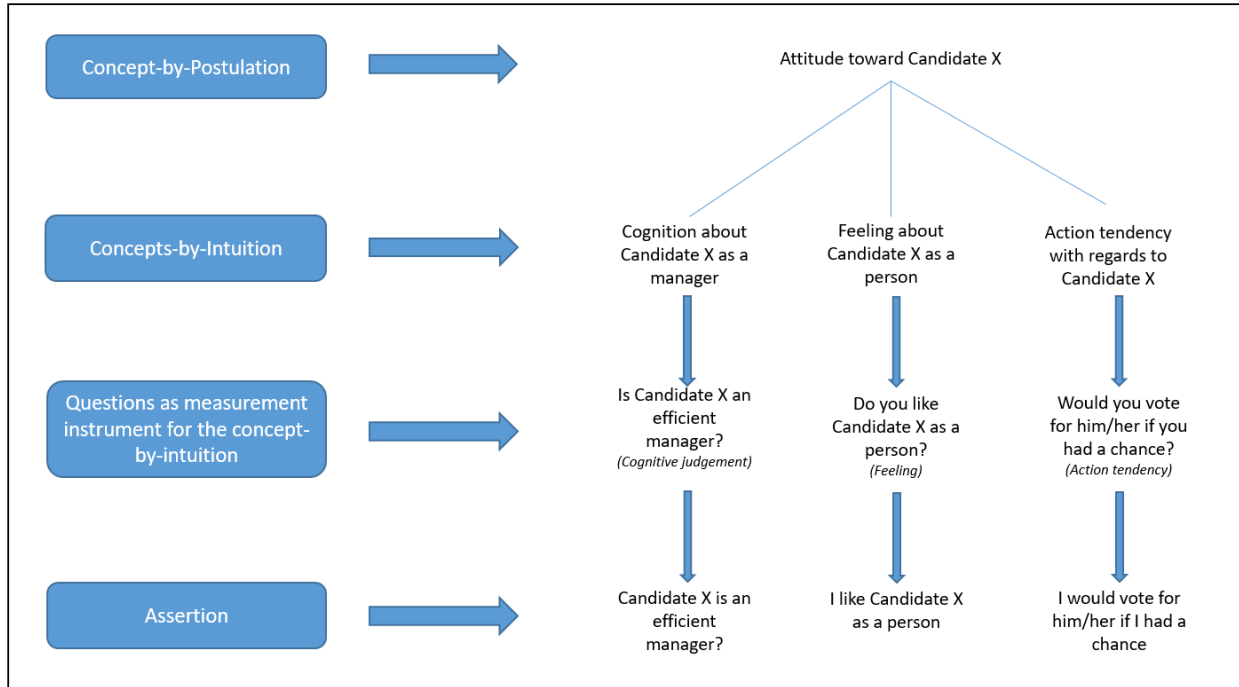 Concept-by-Postulation
Attitude toward Candidate X
Concepts-by-Intuition
Cognition about
Candidate X as a
manager
Feeling about
Candidate X as a
person
Action tendency
with regards to
Candidate X
Questions as measurement
instrument for the concept-
by-intuition
Is Candidate X an
efficient
manager?
(Cognitive judgement)
Do you like
Candidate X as a
person?
(Feeling)
Would you vote
for him/her if you
had a chance?
(Action tendency)
Assertion
Candidate X is an
efficient
manager?
I like Candidate X
as a person
I would vote for
him/her if I had a
chance